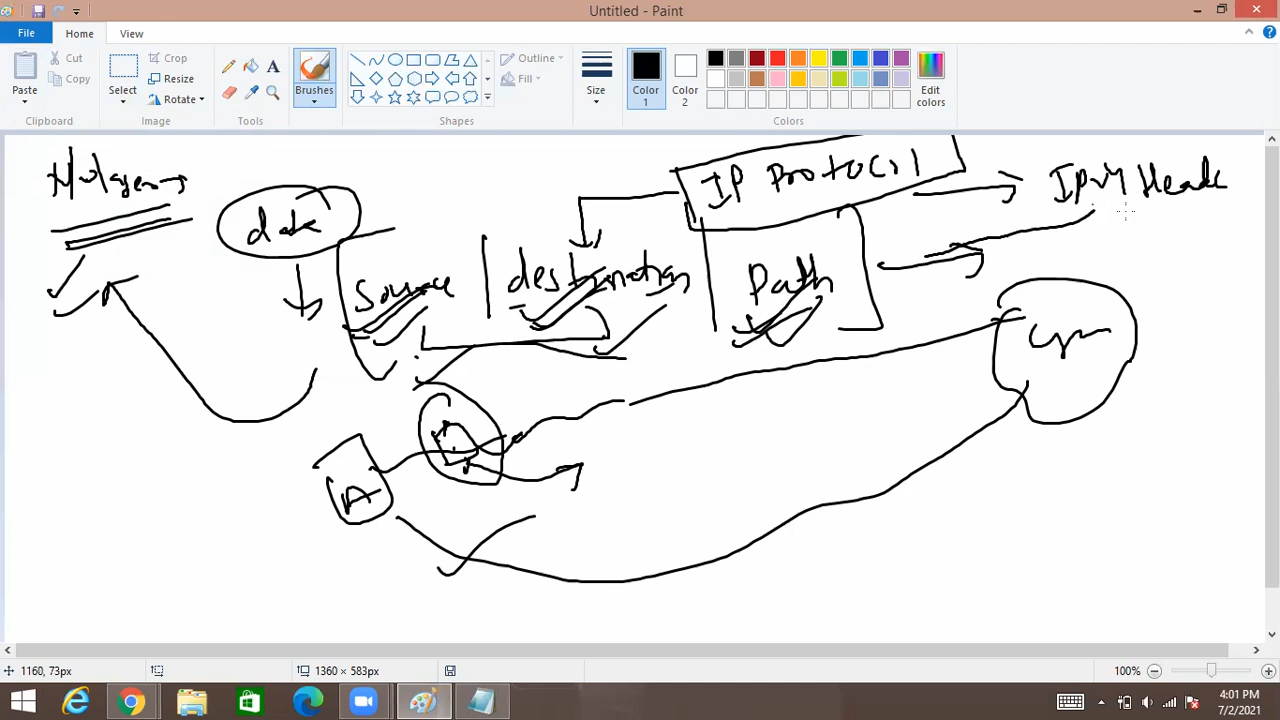 Untitled - Paint
File
Home
View
Paste
Cut
Copy
Clipboard
Select
Crop
Resize
Rotate
Image
Tools
Brushes
Shapes
Outline
Fill
Size
Color 1
Color 2
Edit colors
Colors
IP Protocol
IPv4 Heade
data
Source
destination
Path
A
1160, 73px
1360 × 583px
100%
4:01 PM
7/2/2021